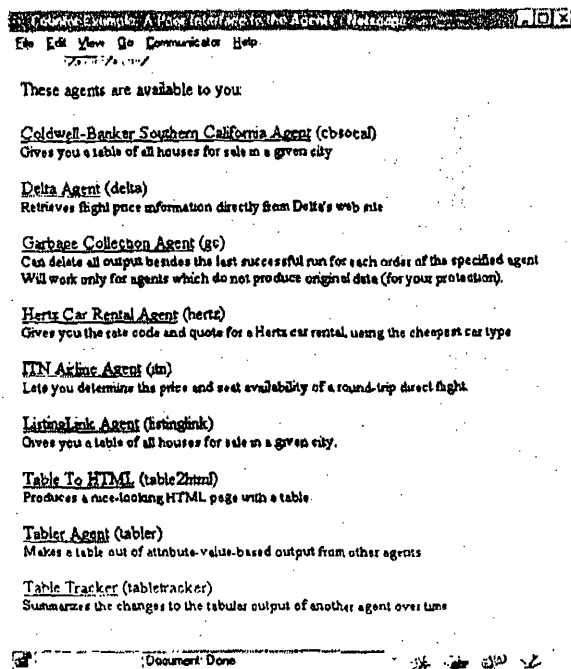 A Page Interface to the Agents / Netscape
File Edit View Go Communicator Help
These agents are available to you:
Coldwell-Banker Southern California Agent (cbsocal)
Gives you a table of all houses for sale in a given city
Delta Agent (delta)
Retrieves flight price information directly from Delta's web site
Garbage Collection Agent (gc)
Can delete all output besides the last successful run for each order of the specified agent
Will work only for agents which do not produce original data (for your protection).
Hertz Car Rental Agent (hertz)
Gives you the rate code and quote for a Hertz car rental, using the cheapest car type
ITN Airline Agent (itn)
Lets you determine the price and seat availability of a round-trip direct flight.
ListingLink Agent (listinglink)
Gives you a table of all houses for sale in a given city.
Table To HTML (table2html)
Produces a nice-looking HTML page with a table
Tabler Agent (tabler)
Makes a table out of attribute-value-based output from other agents
Table Tracker (tabletracker)
Summarizes the changes to the tabular output of another agent over time
Document: Done